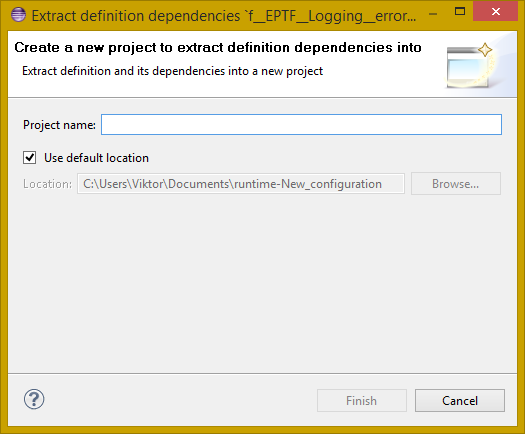 Extract definition dependencies `f__EPTF__Logging__error...
Create a new project to extract definition dependencies into
Extract definition and its dependencies into a new project
Project name:
Use default location
Location: C:\Users\Viktor\Documents\runtime-New_configuration Browse...
? Finish Cancel